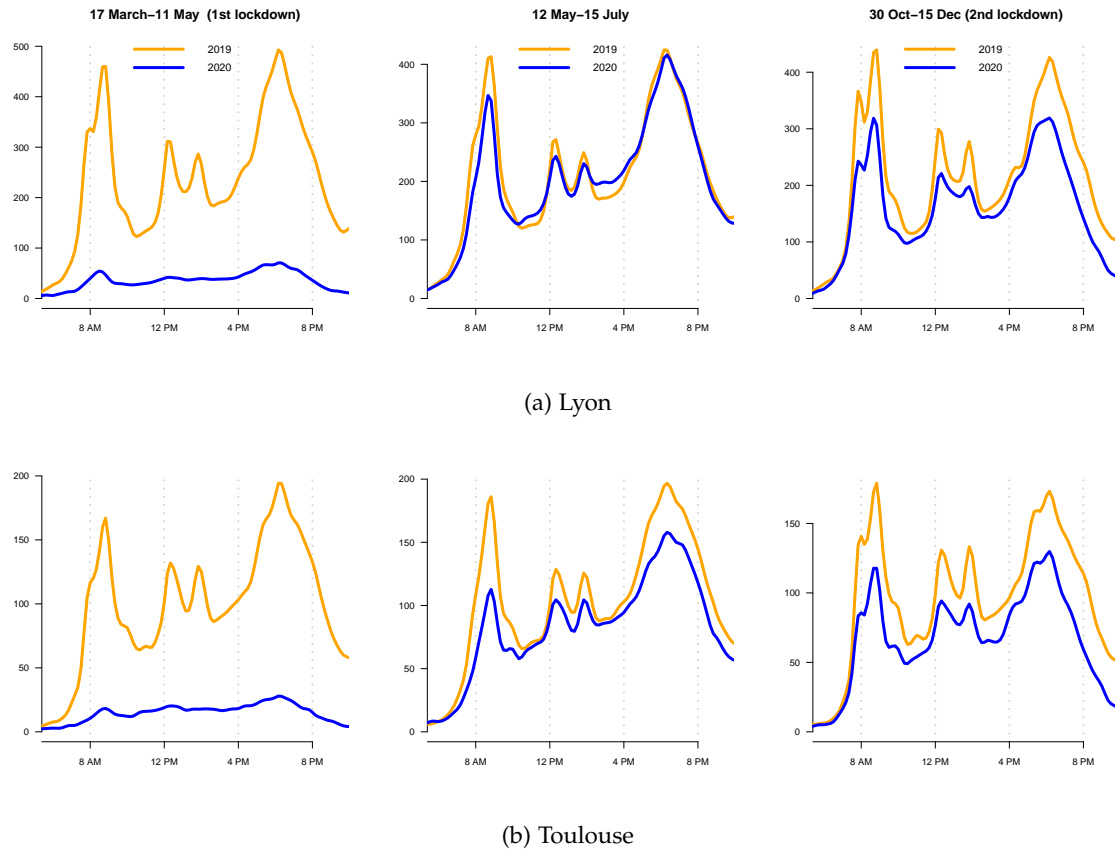 17 March–11 May (1st lockdown)
12 May–15 July
30 Oct–15 Dec (2nd lockdown)
500
400
300
200
100
0
2019
2020
8 AM
12 PM
4 PM
8 PM
400
300
200
100
0
2019
2020
8 AM
12 PM
4 PM
8 PM
400
300
200
100
0
2019
2020
8 AM
12 PM
4 PM
8 PM
(a) Lyon
200
150
100
50
0
8 AM
12 PM
4 PM
8 PM
200
150
100
50
0
8 AM
12 PM
4 PM
8 PM
150
100
50
0
8 AM
12 PM
4 PM
8 PM
(b) Toulouse